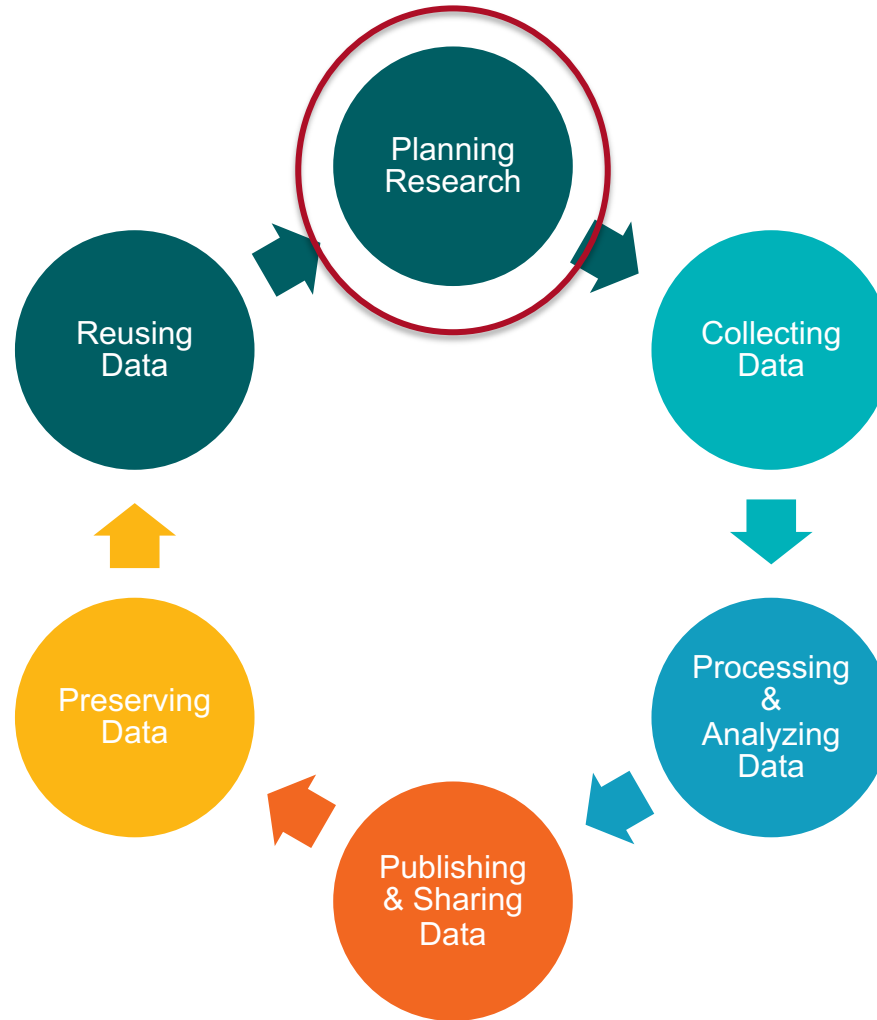 Planning
Research
Collecting
Data
Processing
&
Analyzing
Data
Publishing
& Sharing
Data
Preserving
Data
Reusing
Data